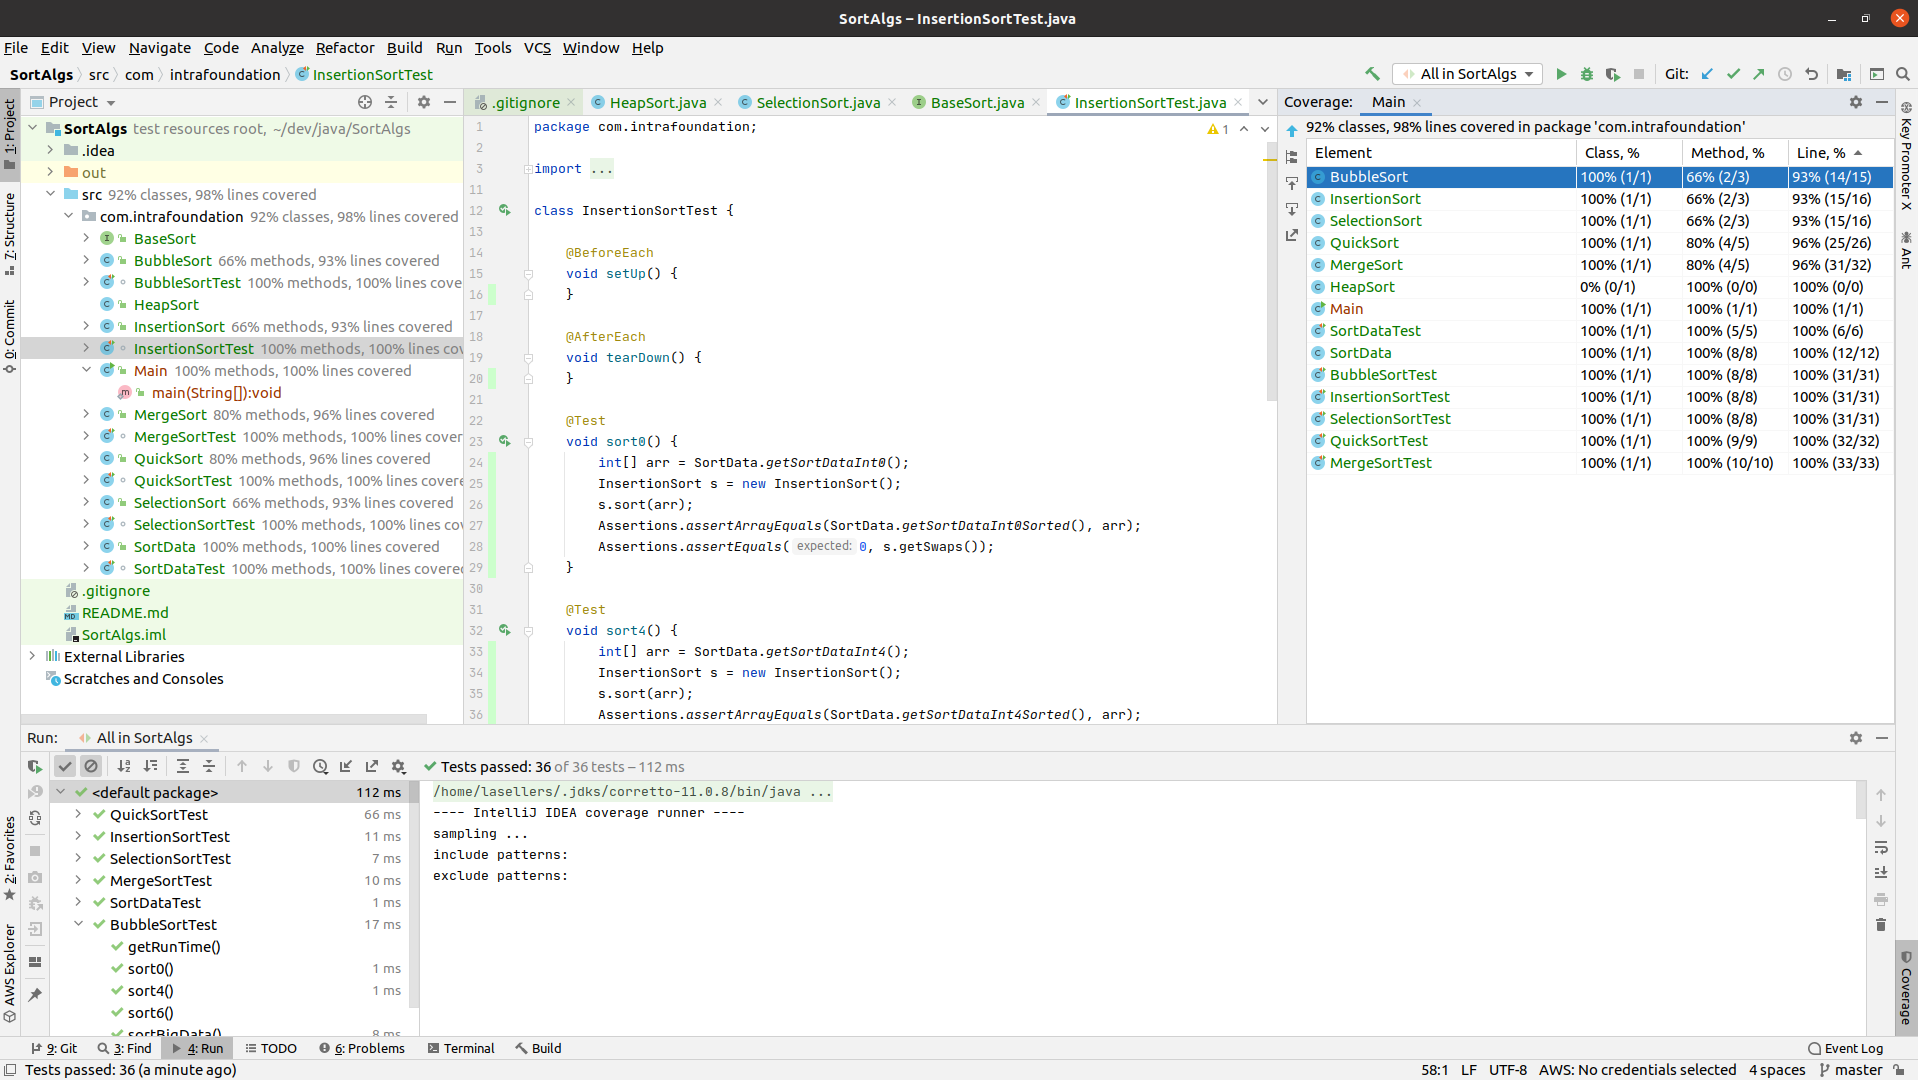 SortAlgs – InsertionSortTest.java
File Edit View Navigate Code Analyze Refactor Build Run Tools VCS Window Help
SortAlgs src com intrafoundation InsertionSortTest
All in SortAlgs
Git:
1: Project
7: Structure
0: Commit
2: Favorites
AWS Explorer
Project
SortAlgs test resources root, ~/dev/java/SortAlgs
.idea
out
src 92% classes, 98% lines covered
com.intrafoundation 92% classes, 98% lines covered
BaseSort
BubbleSort 66% methods, 93% lines covered
BubbleSortTest 100% methods, 100% lines cove
HeapSort
InsertionSort 66% methods, 93% lines covered
InsertionSortTest 100% methods, 100% lines cov
Main 100% methods, 100% lines covered
main(String[]):void
MergeSort 80% methods, 96% lines covered
MergeSortTest 100% methods, 100% lines cover
QuickSort 80% methods, 96% lines covered
QuickSortTest 100% methods, 100% lines covere
SelectionSort 66% methods, 93% lines covered
SelectionSortTest 100% methods, 100% lines cov
SortData 100% methods, 100% lines covered
SortDataTest 100% methods, 100% lines covered
.gitignore
README.md
SortAlgs.iml
External Libraries
Scratches and Consoles
.gitignore HeapSort.java SelectionSort.java BaseSort.java InsertionSortTest.java
1 package com.intrafoundation;
2
3 import ...
11
12 class InsertionSortTest {
13
14 @BeforeEach
15 void setUp() {
16 }
17
18 @AfterEach
19 void tearDown() {
20 }
21
22 @Test
23 void sort0() {
24 int[] arr = SortData.getSortDataInt0();
25 InsertionSort s = new InsertionSort();
26 s.sort(arr);
27 Assertions.assertArrayEquals(SortData.getSortDataInt0Sorted(), arr);
28 Assertions.assertEquals( expected: 0, s.getSwaps());
29 }
30
31 @Test
32 void sort4() {
33 int[] arr = SortData.getSortDataInt4();
34 InsertionSort s = new InsertionSort();
35 s.sort(arr);
36 Assertions.assertArrayEquals(SortData.getSortDataInt4Sorted(), arr);
1
Coverage: Main
92% classes, 98% lines covered in package 'com.intrafoundation'
Element Class, % Method, % Line, %
BubbleSort 100% (1/1) 66% (2/3) 93% (14/15)
InsertionSort 100% (1/1) 66% (2/3) 93% (15/16)
SelectionSort 100% (1/1) 66% (2/3) 93% (15/16)
QuickSort 100% (1/1) 80% (4/5) 96% (25/26)
MergeSort 100% (1/1) 80% (4/5) 96% (31/32)
HeapSort 0% (0/1) 100% (0/0) 100% (0/0)
Main 100% (1/1) 100% (1/1) 100% (1/1)
SortDataTest 100% (1/1) 100% (5/5) 100% (6/6)
SortData 100% (1/1) 100% (8/8) 100% (12/12)
BubbleSortTest 100% (1/1) 100% (8/8) 100% (31/31)
InsertionSortTest 100% (1/1) 100% (8/8) 100% (31/31)
SelectionSortTest 100% (1/1) 100% (8/8) 100% (31/31)
QuickSortTest 100% (1/1) 100% (9/9) 100% (32/32)
MergeSortTest 100% (1/1) 100% (10/10) 100% (33/33)
Key Promoter X
Ant
Coverage
Run: All in SortAlgs
Tests passed: 36 of 36 tests – 112 ms
<default package> 112 ms
QuickSortTest 66 ms
InsertionSortTest 11 ms
SelectionSortTest 7 ms
MergeSortTest 10 ms
SortDataTest 1 ms
BubbleSortTest 17 ms
getRunTime()
sort0() 1 ms
sort4() 1 ms
sort6()
sortBigData() 8 ms
/home/lasellers/.jdks/corretto-11.0.8/bin/java ...
---- IntelliJ IDEA coverage runner ----
sampling ...
include patterns:
exclude patterns:
9: Git 3: Find 4: Run TODO 6: Problems Terminal Build Event Log
Tests passed: 36 (a minute ago) 58:1 LF UTF-8 AWS: No credentials selected 4 spaces master